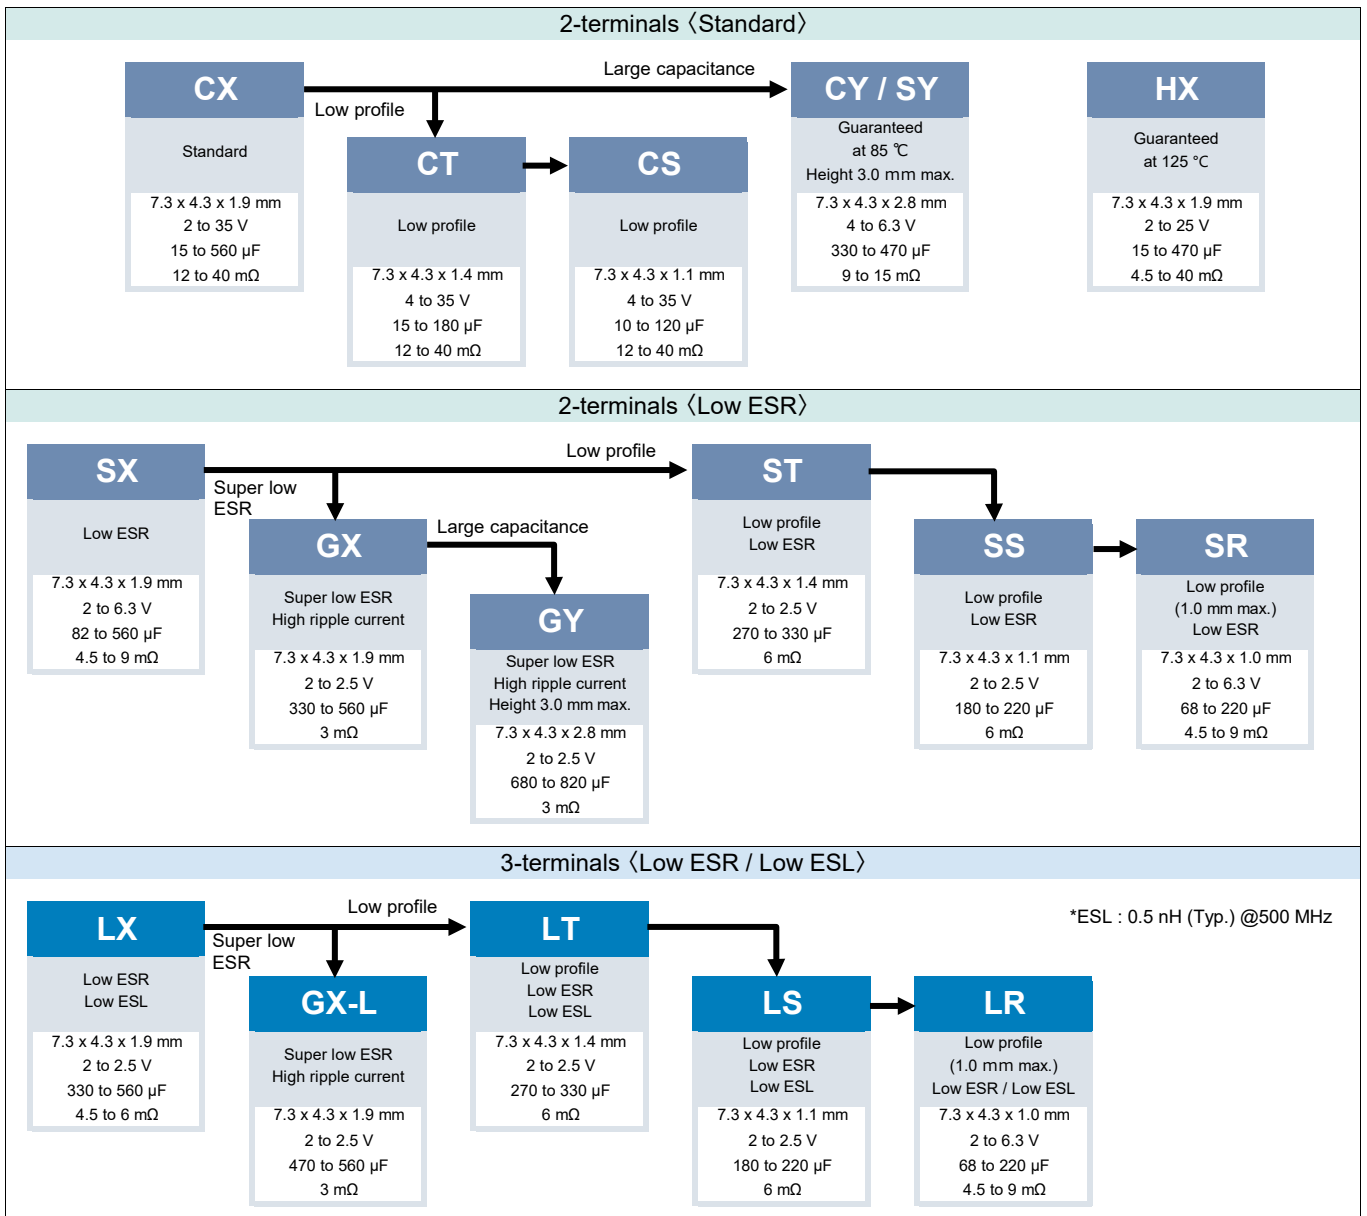 2-terminals〈Standard〉
CX
Standard
7.3 x 4.3 x 1.9 mm
2 to 35 V
15 to 560 µF
12 to 40 mΩ
Low profile
Large capacitance
CT
Low profile
7.3 x 4.3 x 1.4 mm
4 to 35 V
15 to 180 µF
12 to 40 mΩ
CS
Low profile
7.3 x 4.3 x 1.1 mm
4 to 35 V
10 to 120 µF
12 to 40 mΩ
CY / SY
Guaranteed
at 85 ℃
Height 3.0 mm max.
7.3 x 4.3 x 2.8 mm
4 to 6.3 V
330 to 470 µF
9 to 15 mΩ
HX
Guaranteed
at 125 °C
7.3 x 4.3 x 1.9 mm
2 to 25 V
15 to 470 µF
4.5 to 40 mΩ
2-terminals〈Low ESR〉
SX
Low ESR
7.3 x 4.3 x 1.9 mm
2 to 6.3 V
82 to 560 µF
4.5 to 9 mΩ
Super low
ESR
Low profile
GX
Super low ESR
High ripple current
7.3 x 4.3 x 1.9 mm
2 to 2.5 V
330 to 560 µF
3 mΩ
Large capacitance
GY
Super low ESR
High ripple current
Height 3.0 mm max.
7.3 x 4.3 x 2.8 mm
2 to 2.5 V
680 to 820 µF
3 mΩ
ST
Low profile
Low ESR
7.3 x 4.3 x 1.4 mm
2 to 2.5 V
270 to 330 µF
6 mΩ
SS
Low profile
Low ESR
7.3 x 4.3 x 1.1 mm
2 to 2.5 V
180 to 220 µF
6 mΩ
SR
Low profile
(1.0 mm max.)
Low ESR
7.3 x 4.3 x 1.0 mm
2 to 6.3 V
68 to 220 µF
4.5 to 9 mΩ
3-terminals〈Low ESR / Low ESL〉
*ESL : 0.5 nH (Typ.) @500 MHz
LX
Low ESR
Low ESL
7.3 x 4.3 x 1.9 mm
2 to 2.5 V
330 to 560 µF
4.5 to 6 mΩ
Super low
ESR
Low profile
GX-L
Super low ESR
High ripple current
7.3 x 4.3 x 1.9 mm
2 to 2.5 V
470 to 560 µF
3 mΩ
LT
Low profile
Low ESR
Low ESL
7.3 x 4.3 x 1.4 mm
2 to 2.5 V
270 to 330 µF
6 mΩ
LS
Low profile
Low ESR
Low ESL
7.3 x 4.3 x 1.1 mm
2 to 2.5 V
180 to 220 µF
6 mΩ
LR
Low profile
(1.0 mm max.)
Low ESR / Low ESL
7.3 x 4.3 x 1.0 mm
2 to 6.3 V
68 to 220 µF
4.5 to 9 mΩ